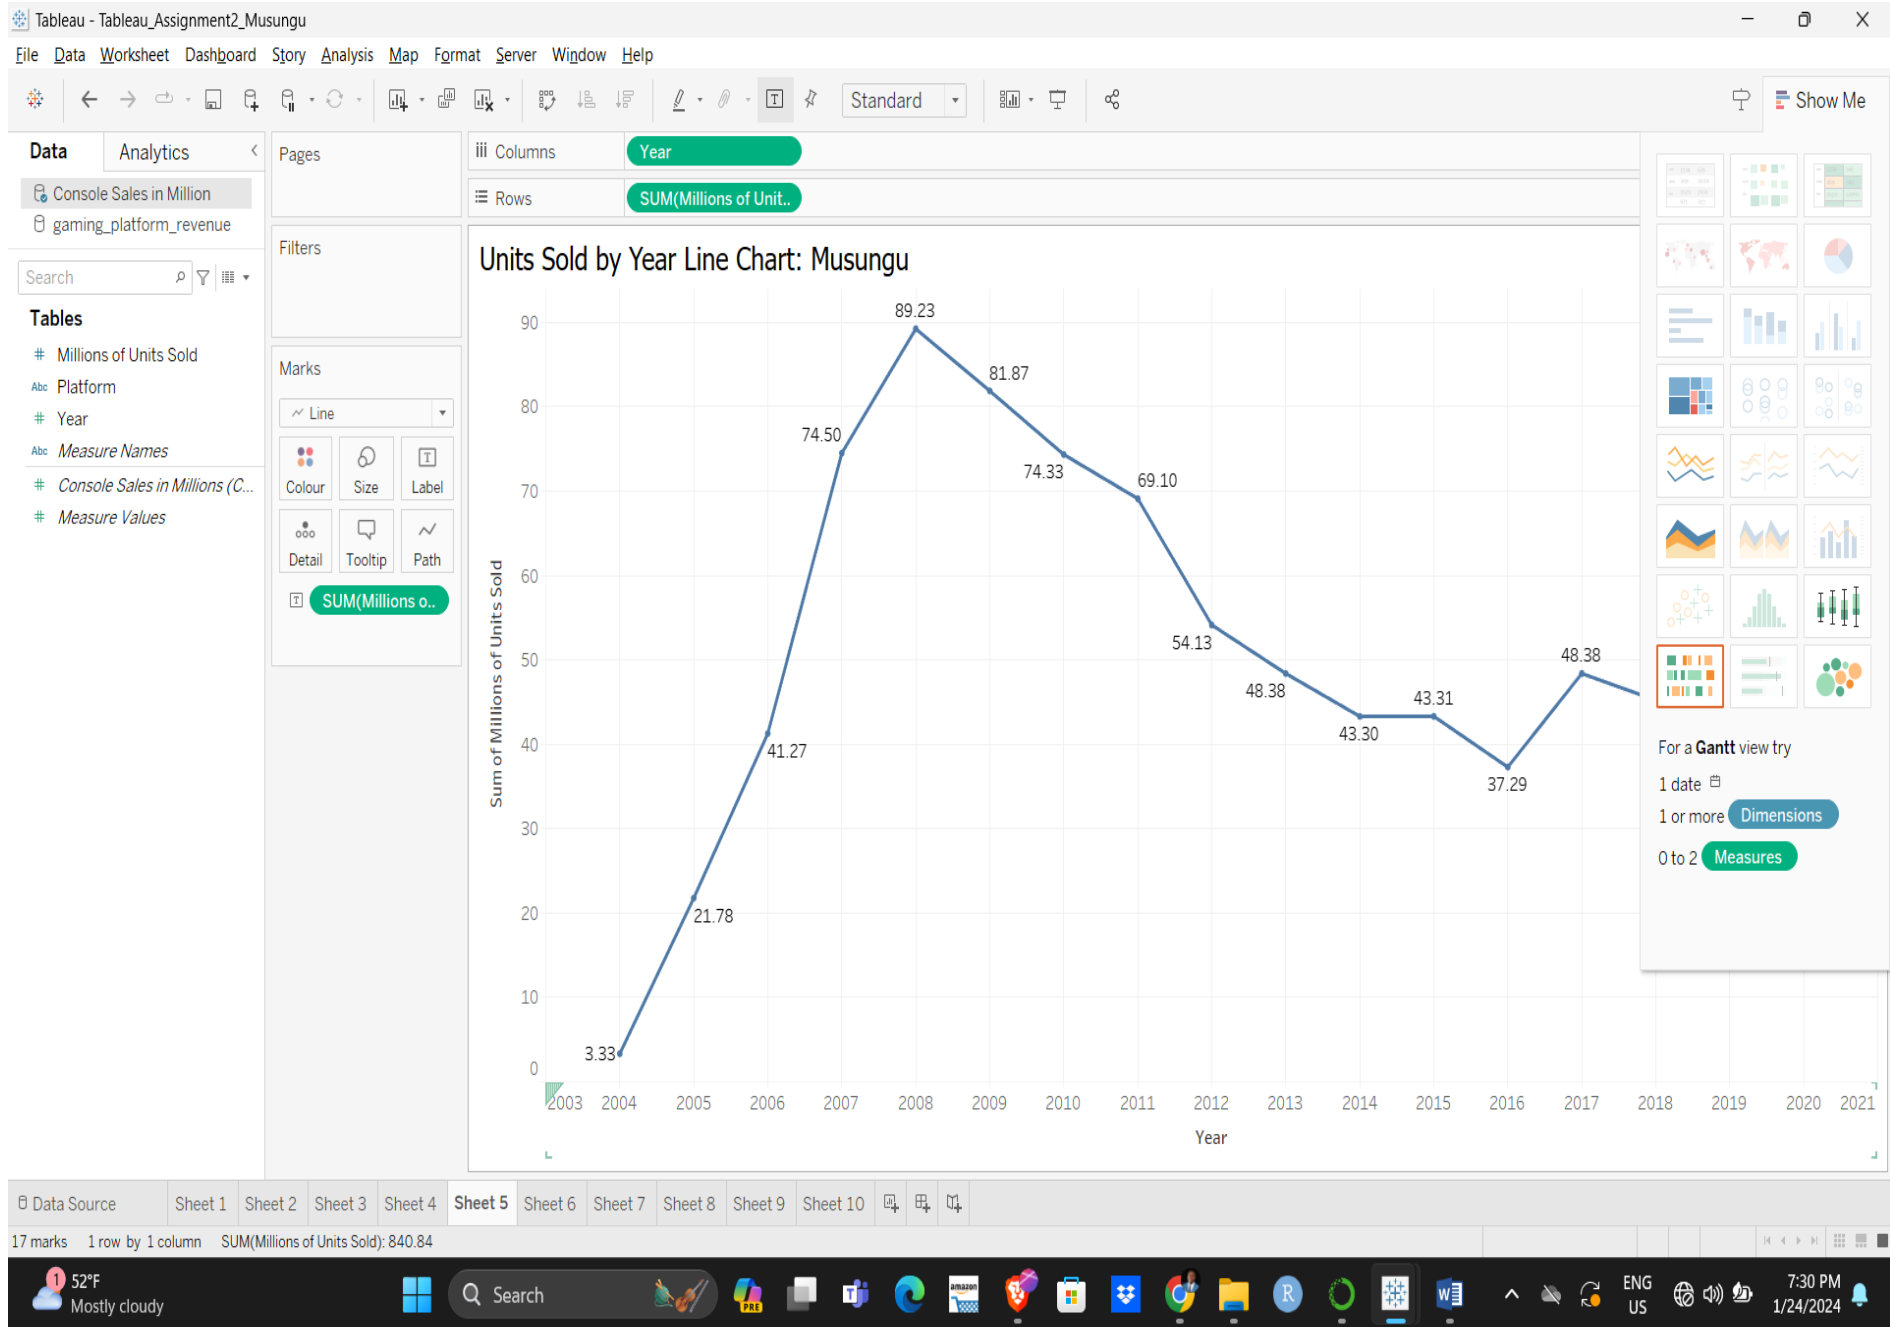 Tableau - Tableau_Assignment2_Musungu
File Data Worksheet Dashboard Story Analysis Map Format Server Window Help
Standard
Show Me
Data Analytics
Console Sales in Million
gaming_platform_revenue
Search
Tables
# Millions of Units Sold
Abc Platform
# Year
Abc Measure Names
# Console Sales in Millions (C...
# Measure Values
Pages
Filters
Marks
Line
Colour Size Label
Detail Tooltip Path
SUM(Millions o..
Columns Year
Rows SUM(Millions of Unit..
Units Sold by Year Line Chart: Musungu
Sum of Millions of Units Sold
90
80
70
60
50
40
30
20
10
0
3.33
21.78
41.27
74.50
89.23
81.87
74.33
69.10
54.13
48.38
43.30
43.31
37.29
48.38
2003 2004 2005 2006 2007 2008 2009 2010 2011 2012 2013 2014 2015 2016 2017 2018 2019 2020 2021
Year
For a Gantt view try
1 date
1 or more Dimensions
0 to 2 Measures
Data Source Sheet 1 Sheet 2 Sheet 3 Sheet 4 Sheet 5 Sheet 6 Sheet 7 Sheet 8 Sheet 9 Sheet 10
17 marks 1 row by 1 column SUM(Millions of Units Sold): 840.84
1
52°F
Mostly cloudy
Search
PRE
amazon
R
ENG
US
7:30 PM
1/24/2024